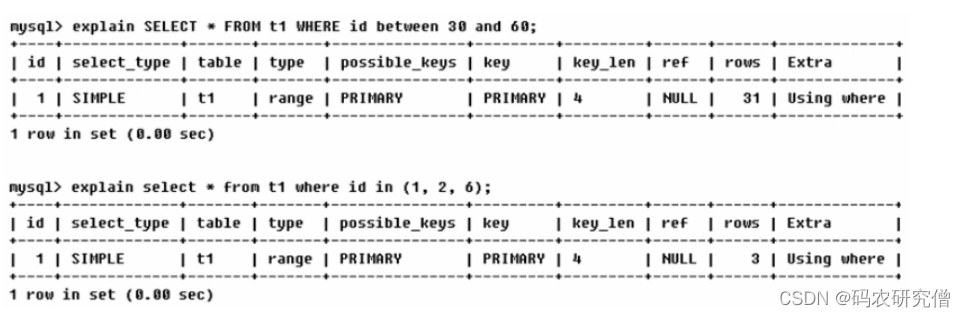 mysql> explain SELECT * FROM t1 WHERE id between 30 and 60;
+----+-------------+-------+-------+---------------+---------+---------+------+------+-------------+
| id | select_type | table | type | possible_keys | key | key_len | ref | rows | Extra |
+----+-------------+-------+-------+---------------+---------+---------+------+------+-------------+
| 1 | SIMPLE | t1 | range | PRIMARY | PRIMARY | 4 | NULL | 31 | Using where |
+----+-------------+-------+-------+---------------+---------+---------+------+------+-------------+
1 row in set (0.00 sec)
mysql> explain select * from t1 where id in (1, 2, 6);
+----+-------------+-------+-------+---------------+---------+---------+------+------+-------------+
| id | select_type | table | type | possible_keys | key | key_len | ref | rows | Extra |
+----+-------------+-------+-------+---------------+---------+---------+------+------+-------------+
| 1 | SIMPLE | t1 | range | PRIMARY | PRIMARY | 4 | NULL | 3 | Using where |
+----+-------------+-------+-------+---------------+---------+---------+------+------+-------------+
1 row in set (0.00 sec)
CSDN @码农研究僧